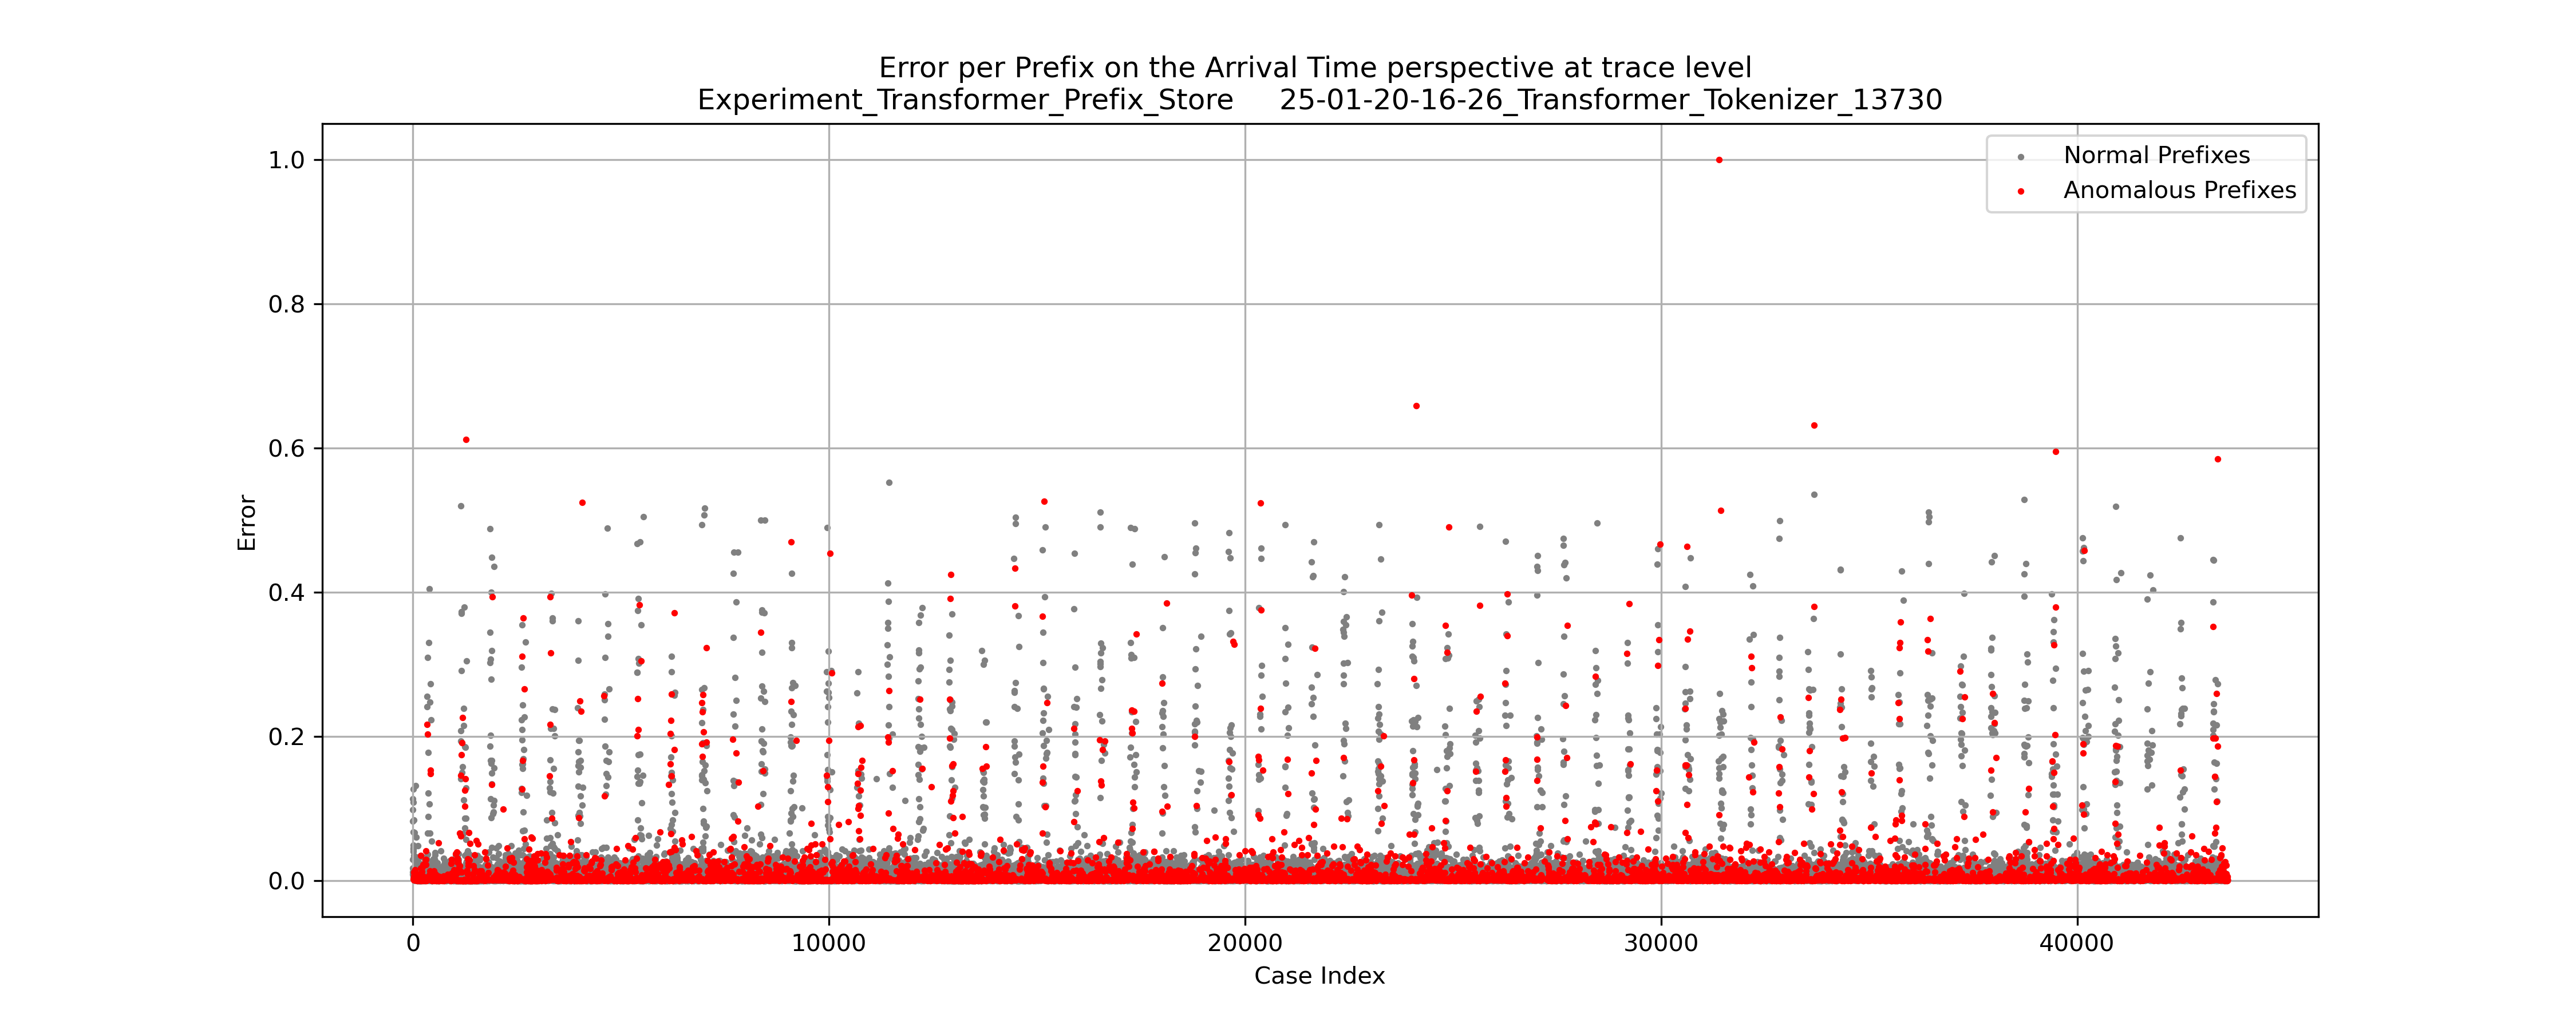 Error per Prefix on the Arrival Time perspective at trace level
Experiment_Transformer_Prefix_Store 25-01-20-16-26_Transformer_Tokenizer_13730
Normal Prefixes
Anomalous Prefixes
Error
1.0
0.8
0.6
0.4
0.2
0.0
0 10000 20000 30000 40000
Case Index